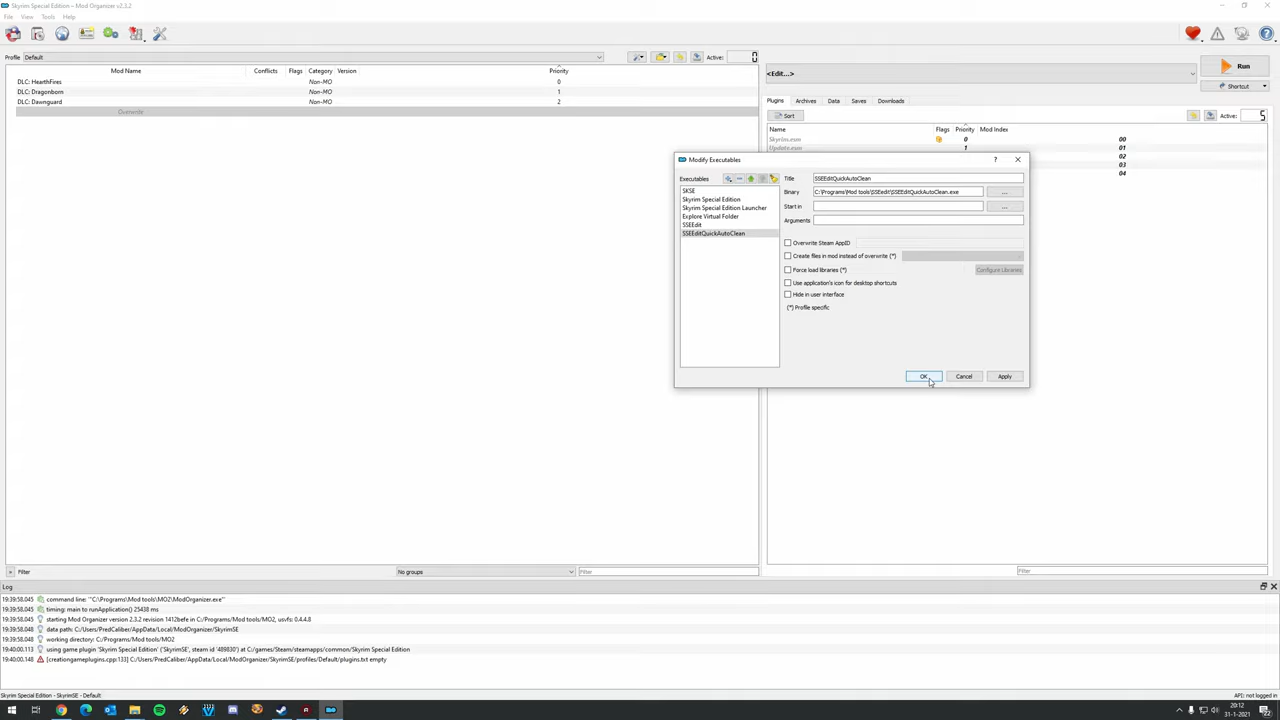 Skyrim Special Edition - Mod Organizer v2.3.2
File View Tools Help
Profile Default
Active: 0
<Edit...>
Run
Shortcut
Mod Name Conflicts Flags Category Version Priority
DLC: HearthFires Non-MO 0
DLC: Dragonborn Non-MO 1
DLC: Dawnguard Non-MO 2
Overwrite
Plugins Archives Data Saves Downloads
Sort
Active: 5
Name Flags Priority Mod Index
Skyrim.esm 0 00
Update.esm 1 01
02
03
04
Modify Executables
?
Executables
SKSE
Skyrim Special Edition
Skyrim Special Edition Launcher
Explore Virtual Folder
SSEEdit
SSEEditQuickAutoClean
Title SSEEditQuickAutoClean
Binary C:\Programs\Mod tools\SSEedit\SSEEditQuickAutoClean.exe ...
Start in ...
Arguments
Overwrite Steam AppID
Create files in mod instead of overwrite (*)
Force load libraries (*) Configure Libraries
Use application's icon for desktop shortcuts
Hide in user interface
(*) Profile specific
OK Cancel Apply
Filter No groups Filter
Filter
Log
19:39:58.045 command line: '"C:\Programs\Mod tools\MO2\ModOrganizer.exe"'
19:39:58.045 timing: main to runApplication() 25438 ms
19:39:58.045 starting Mod Organizer version 2.3.2 revision 1412befe in C:/Programs/Mod tools/MO2, usvfs: 0.4.4.8
19:39:58.048 data path: C:/Users/PredCaliber/AppData/Local/ModOrganizer/SkyrimSE
19:39:58.048 working directory: C:/Programs/Mod tools/MO2
19:40:00.113 using game plugin 'Skyrim Special Edition' ('SkyrimSE', steam id '489830') at C:/games/Steam/steamapps/common/Skyrim Special Edition
19:40:00.148 [creationgameplugins.cpp:133] C:/Users/PredCaliber/AppData/Local/ModOrganizer/SkyrimSE/profiles/Default/plugins.txt empty
Skyrim Special Edition - SkyrimSE - Default
API: not logged in
20:12
31-1-2021